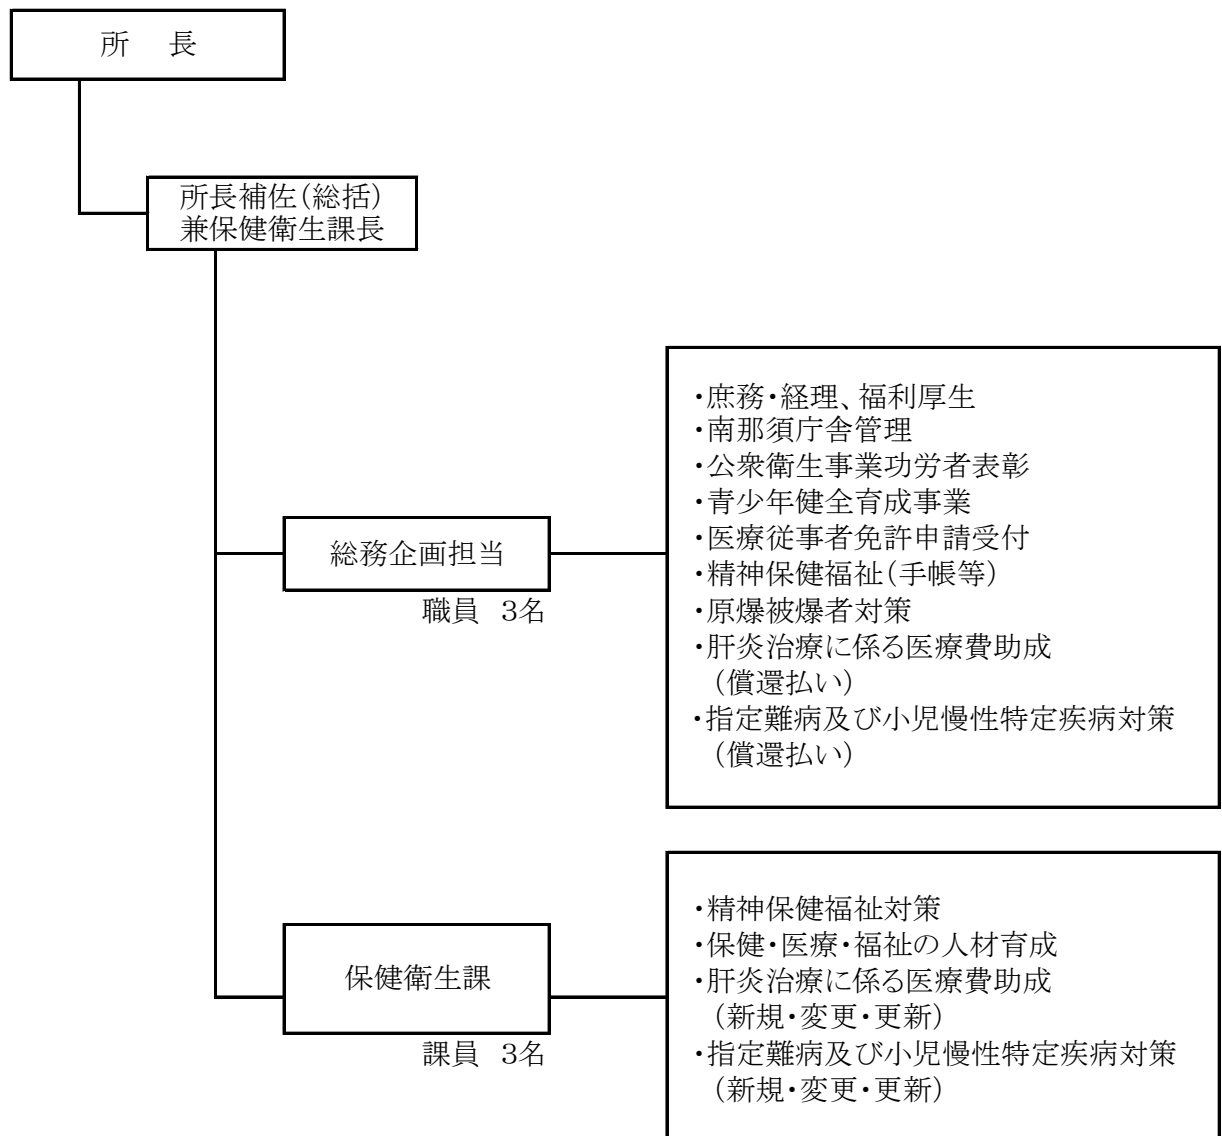 所　長
所長補佐（総括）
兼保健衛生課長
総務企画担当
職員　3名
・庶務・経理、福利厚生
・南那須庁舎管理
・公衆衛生事業功労者表彰
・青少年健全育成事業
・医療従事者免許申請受付
・精神保健福祉（手帳等）
・原爆被爆者対策
・肝炎治療に係る医療費助成
（償還払い）
・指定難病及び小児慢性特定疾病対策
（償還払い）
保健衛生課
課員　3名
・精神保健福祉対策
・保健・医療・福祉の人材育成
・肝炎治療に係る医療費助成
（新規・変更・更新）
・指定難病及び小児慢性特定疾病対策
（新規・変更・更新）